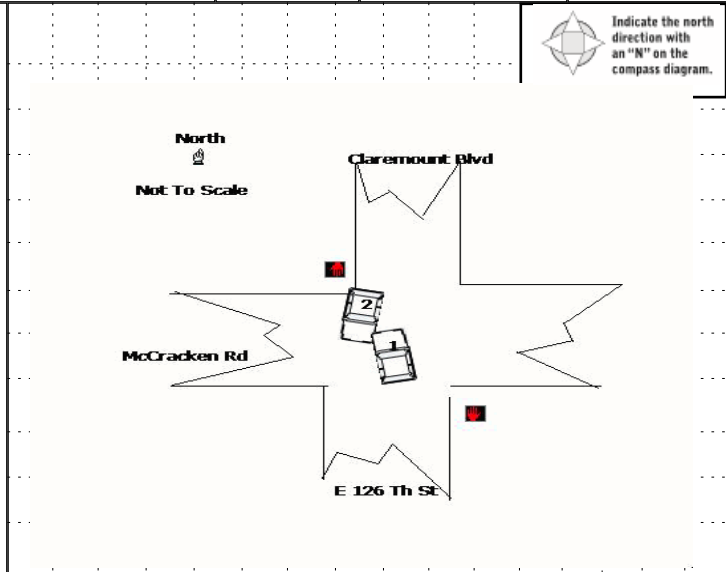 Indicate the north
direction with
an “N” on the
compass diagram.
North
Not To Scale
Claremount Blvd
2
1
McCracken Rd
E 126 Th St